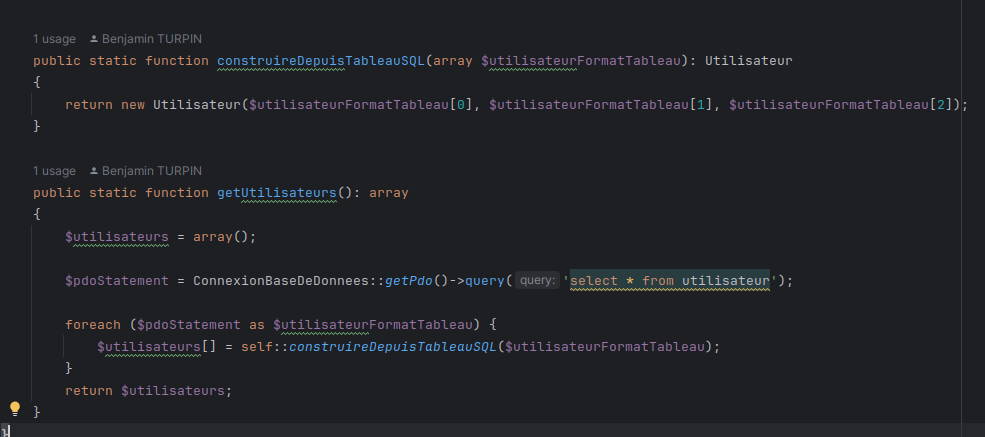 1 usage Benjamin TURPIN
public static function construireDepuisTableauSQL(array $utilisateurFormatTableau): Utilisateur
{
return new Utilisateur($utilisateurFormatTableau[0], $utilisateurFormatTableau[1], $utilisateurFormatTableau[2]);
}
1 usage Benjamin TURPIN
public static function getUtilisateurs(): array
{
$utilisateurs = array();
$pdoStatement = ConnexionBaseDeDonnees::getPdo()->query( query: 'select * from utilisateur');
foreach ($pdoStatement as $utilisateurFormatTableau) {
$utilisateurs[] = self::construireDepuisTableauSQL($utilisateurFormatTableau);
}
return $utilisateurs;
}
}